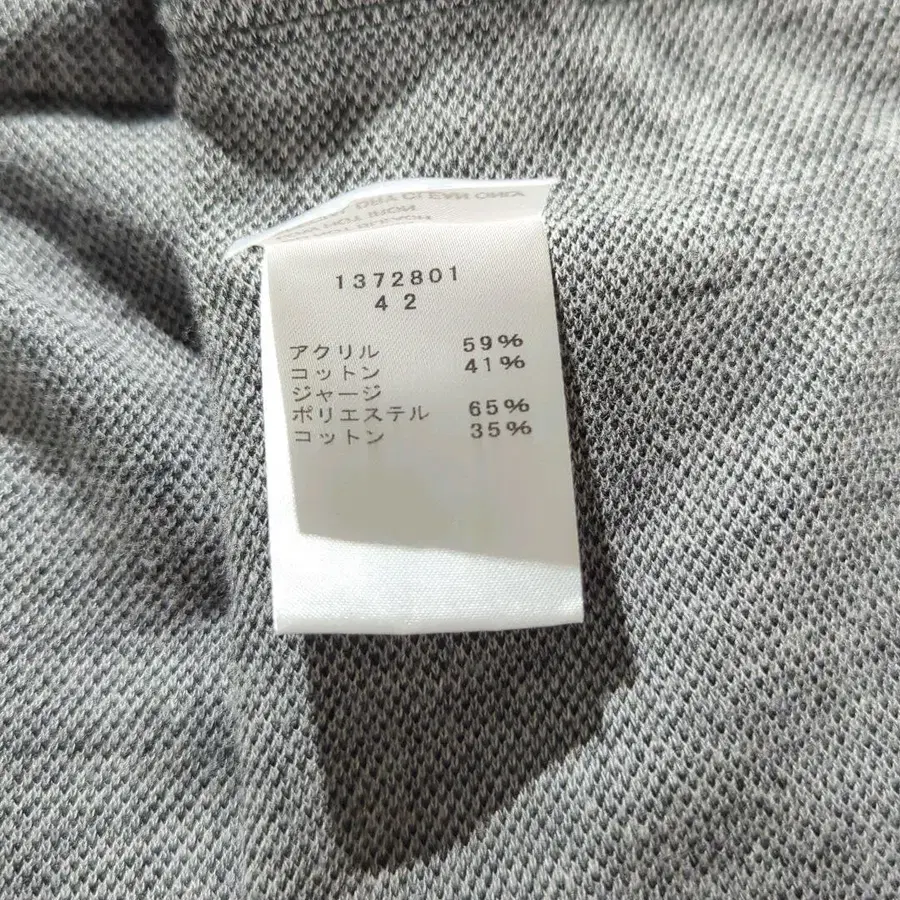 1372801
42
アクリル 59%
コットン 41%
ジャージ
ポリエステル 65%
コットン 35%